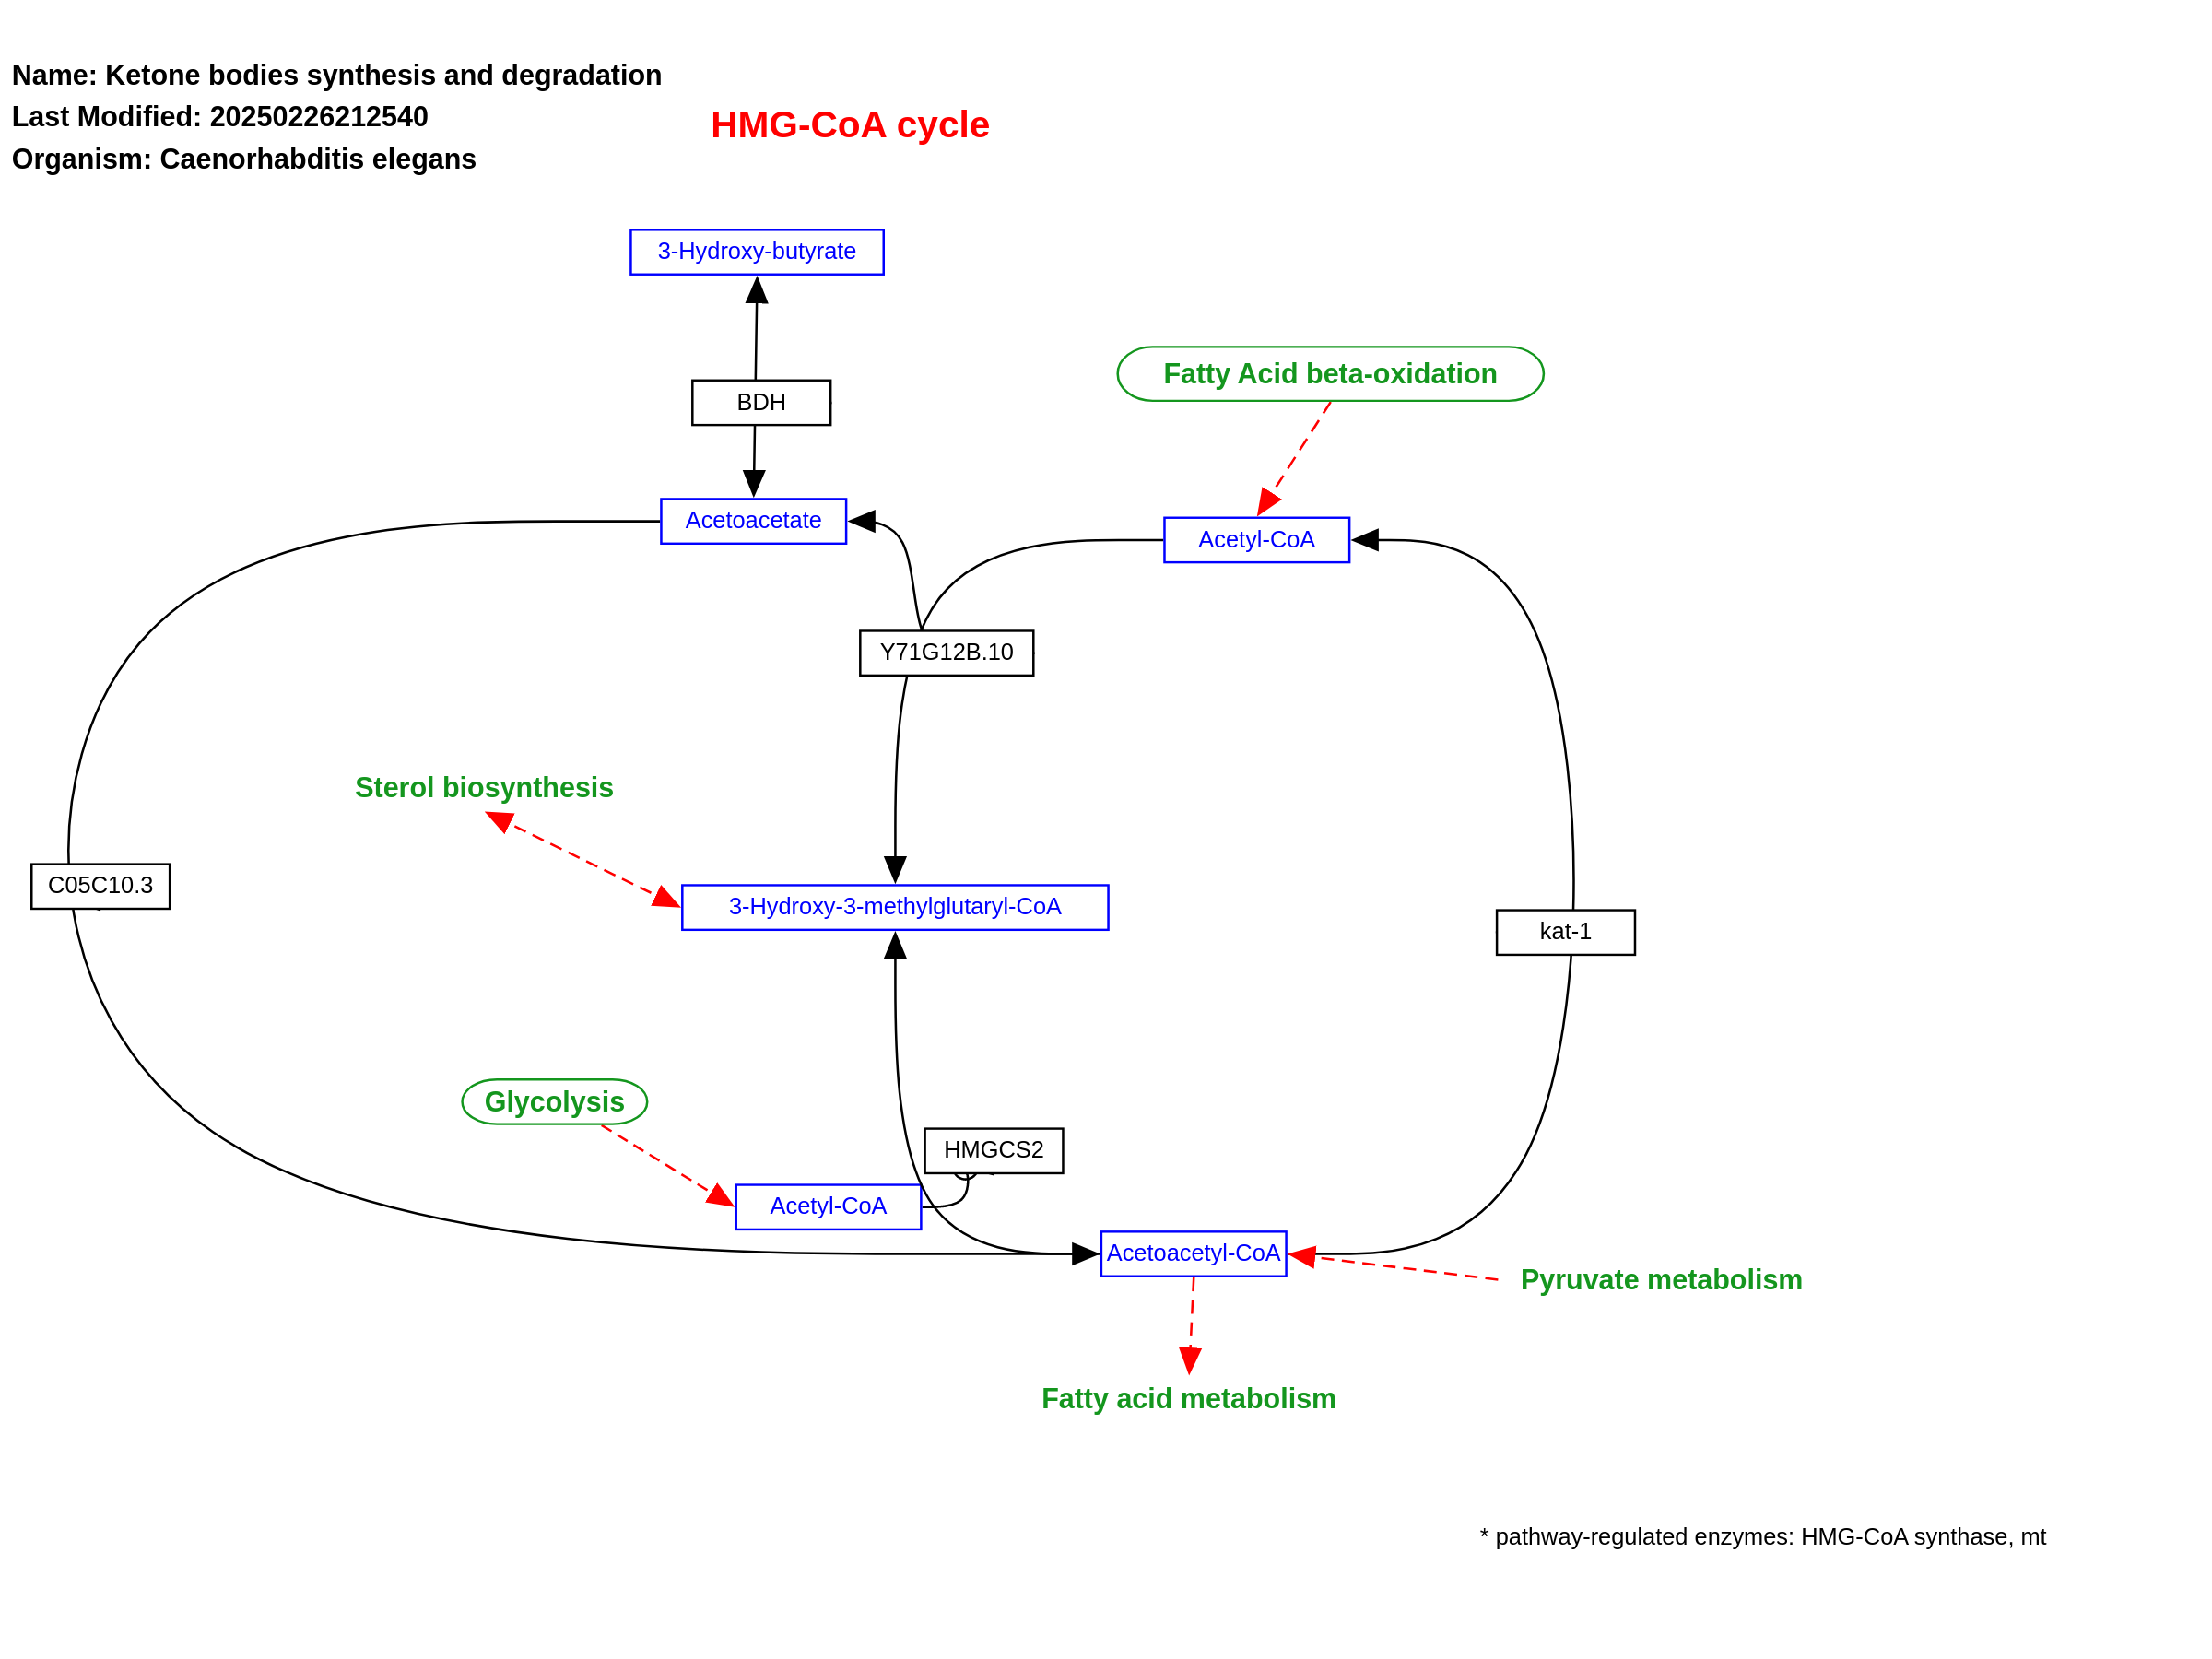 Name: Ketone bodies synthesis and degradation
Last Modified: 20250226212540
Organism: Caenorhabditis elegans
HMG-CoA cycle
3-Hydroxy-butyrate
Fatty Acid beta-oxidation
BDH
Acetoacetate
Acetyl-CoA
Y71G12B.10
Sterol biosynthesis
C05C10.3
3-Hydroxy-3-methylglutaryl-CoA
kat-1
Glycolysis
HMGCS2
Acetyl-CoA
Acetoacetyl-CoA
Pyruvate metabolism
Fatty acid metabolism
* pathway-regulated enzymes: HMG-CoA synthase, mt